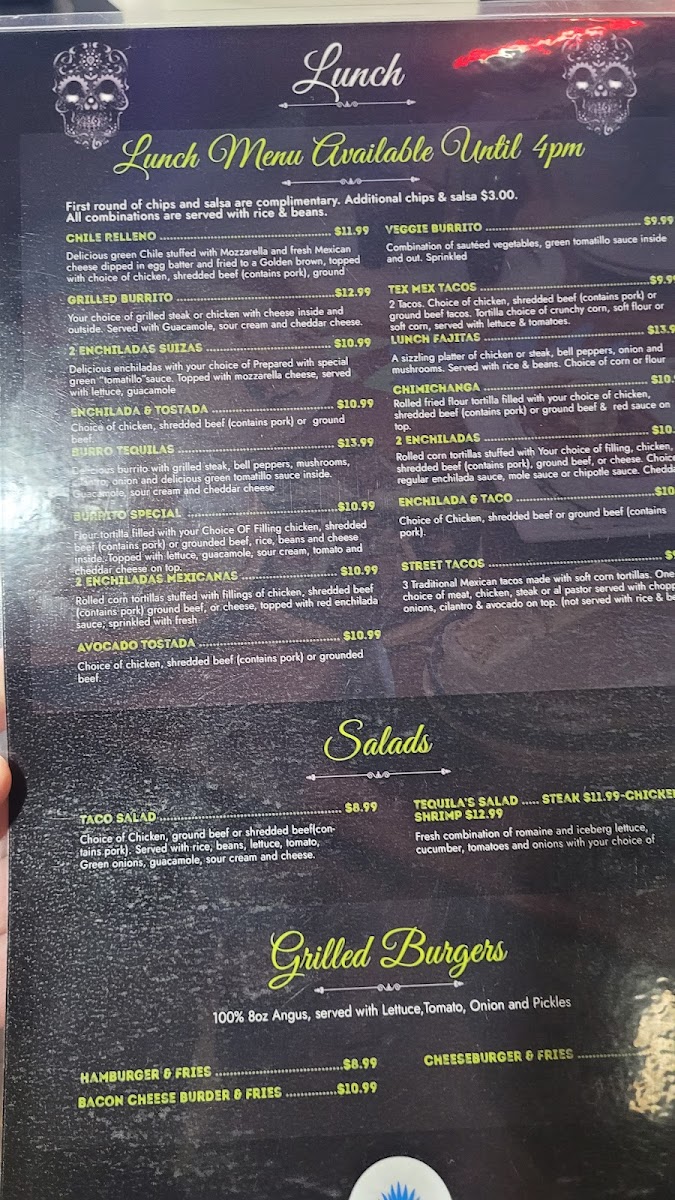 Lunch
Lunch Menu Available Until 4pm
First round of chips and salsa are complimentary. Additional chips & salsa $3.00.
All combinations are served with rice & beans.
CHILE RELLENO $11.99
Delicious green Chile stuffed with Mozzarella and fresh Mexican
cheese dipped in egg batter and fried to a Golden brown, topped
with choice of chicken, shredded beef (contains pork), ground
GRILLED BURRITO $12.99
Your choice of grilled steak or chicken with cheese inside and
outside. Served with Guacamole, sour cream and cheddar cheese.
2 ENCHILADAS SUIZAS $10.99
Delicious enchiladas with your choice of Prepared with special
green "tomatillo"sauce. Topped with mozzarella cheese, served
with lettuce, guacamole
ENCHILADA & TOSTADA $10.99
Choice of chicken, shredded beef (contains pork) or ground
beef.
BURRO TEQUILAS $13.99
Delicious burrito with grilled steak, bell peppers, mushrooms,
cilantro, onion and delicious green tomatillo sauce inside.
Guacamole, sour cream and cheddar cheese
BURRITO SPECIAL $10.99
Flour tortilla filled with your Choice OF Filling chicken, shredded
beef (contains pork) or grounded beef, rice, beans and cheese
inside. Topped with lettuce, guacamole, sour cream, tomato and
cheddar cheese on top.
2 ENCHILADAS MEXICANAS $10.99
Rolled corn tortillas stuffed with fillings of chicken, shredded beef
(contains pork) ground beef, or cheese, topped with red enchilada
sauce; sprinkled with fresh
AVOCADO TOSTADA $10.99
Choice of chicken, shredded beef (contains pork) or grounded
beef.
VEGGIE BURRITO $9.99
Combination of sautéed vegetables, green tomatillo sauce inside
and out. Sprinkled
TEX MEX TACOS $9.99
2 Tacos. Choice of chicken, shredded beef (contains pork) or
ground beef tacos. Tortilla choice of crunchy corn, soft flour or
soft corn, served with lettuce & tomatoes.
LUNCH FAJITAS $13.9
A sizzling platter of chicken or steak, bell peppers, onion and
mushrooms. Served with rice & beans. Choice of corn or flour
CHIMICHANGA $10.
Rolled fried flour tortilla filled with your choice of chicken,
shredded beef (contains pork) or ground beef & red sauce on
top.
2 ENCHILADAS $10.
Rolled corn tortillas stuffed with Your choice of filling, chicken,
shredded beef (contains pork), ground beef, or cheese. Choice
regular enchilada sauce, mole sauce or chipotle sauce. Chedda
ENCHILADA & TACO $10
Choice of Chicken, shredded beef or ground beef (contains
pork).
STREET TACOS $9
3 Traditional Mexican tacos made with soft corn tortillas. One
choice of meat, chicken, steak or al pastor served with chopp
onions, cilantro & avocado on top. (not served with rice & be
Salads
TACO SALAD $8.99
Choice of Chicken, ground beef or shredded beef(con-
tains pork). Served with rice, beans, lettuce, tomato,
Green onions, guacamole, sour cream and cheese.
TEQUILA'S SALAD ..... STEAK $11.99-CHICKEN
SHRIMP $12.99
Fresh combination of romaine and iceberg lettuce,
cucumber, tomatoes and onions with your choice of
Grilled Burgers
100% 8oz Angus, served with Lettuce,Tomato, Onion and Pickles
HAMBURGER & FRIES $8.99
BACON CHEESE BURDER & FRIES $10.99
CHEESEBURGER & FRIES